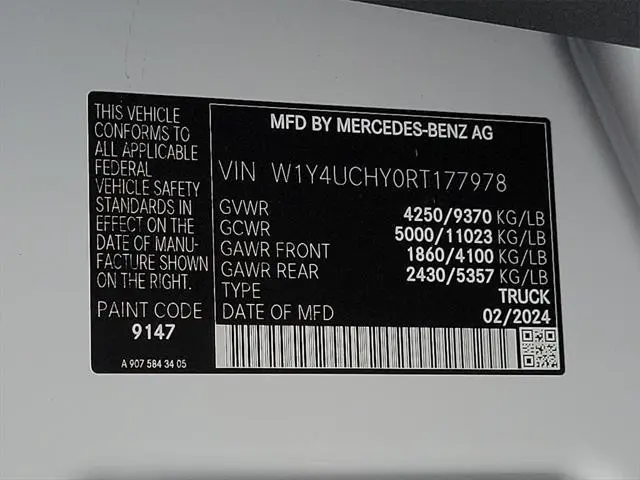 THIS VEHICLE
CONFORMS TO
ALL APPLICABLE
FEDERAL
VEHICLE SAFETY
STANDARDS IN
EFFECT ON THE
DATE OF MANU-
FACTURE SHOWN
ON THE RIGHT.
PAINT CODE
9147
A 907 584 34 05
MFD BY MERCEDES-BENZ AG
VIN W1Y4UCHY0RT177978
GVWR 4250/9370 KG/LB
GCWR 5000/11023 KG/LB
GAWR FRONT 1860/4100 KG/LB
GAWR REAR 2430/5357 KG/LB
TYPE TRUCK
DATE OF MFD 02/2024